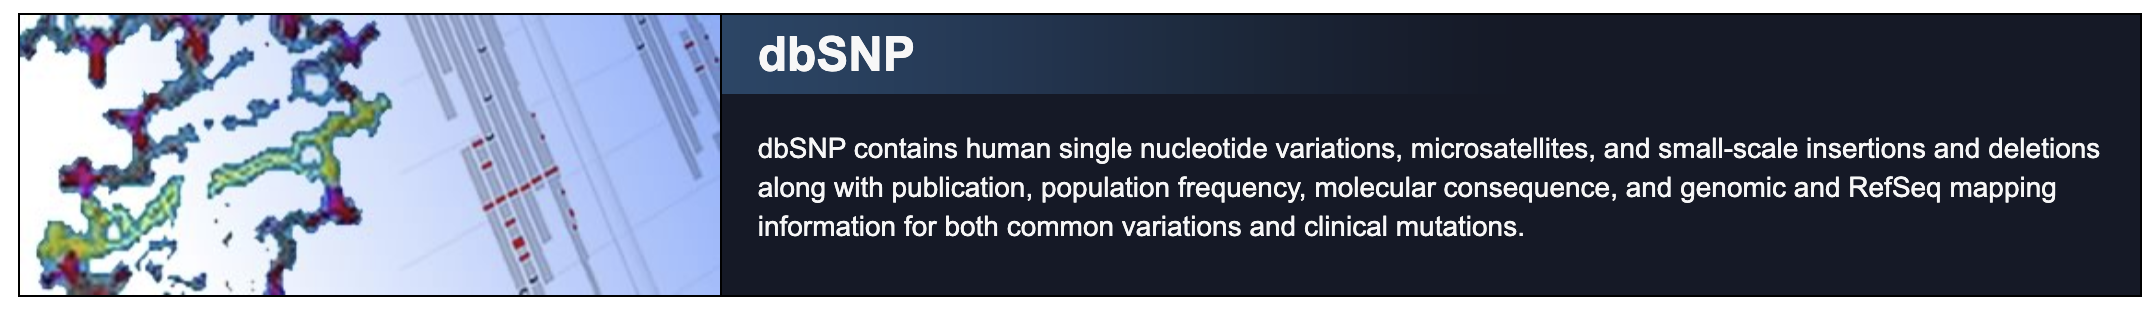 dbSNP
dbSNP contains human single nucleotide variations, microsatellites, and small-scale insertions and deletions
along with publication, population frequency, molecular consequence, and genomic and RefSeq mapping
information for both common variations and clinical mutations.